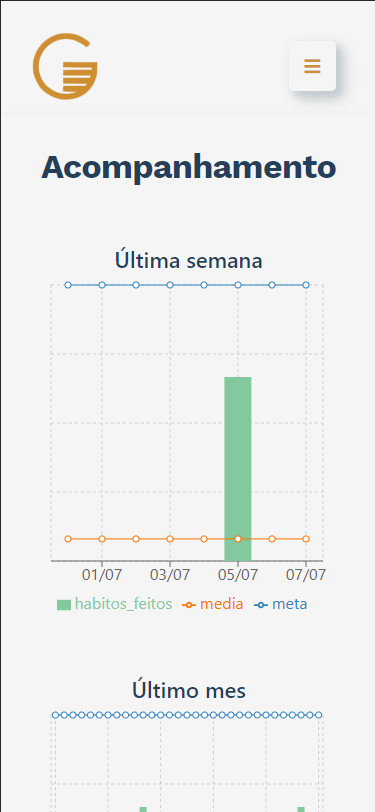 Acompanhamento
Última semana
01/07 03/07 05/07 07/07
habitos_feitos media meta
Último mes